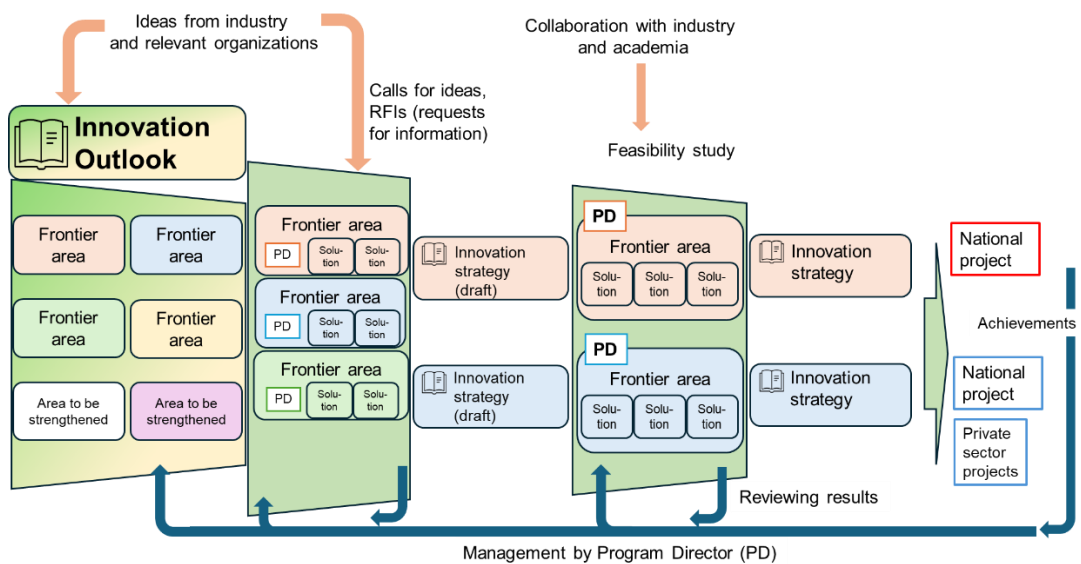 Ideas from industry
and relevant organizations
Collaboration with industry
and academia
Calls for ideas,
RFIs (requests
for information)
Feasibility study
Innovation
Outlook
Frontier
area
Frontier
area
Frontier
area
Frontier
area
Area to be
strengthened
Area to be
strengthened
Frontier area
PD
Solu-
tion
Solu-
tion
Frontier area
PD
Solu-
tion
Solu-
tion
Frontier area
PD
Solu-
tion
Solu-
tion
Innovation
strategy
(draft)
Innovation
strategy
(draft)
PD
Frontier area
Solu-
tion
Solu-
tion
Solu-
tion
PD
Frontier area
Solu-
tion
Solu-
tion
Solu-
tion
Innovation
strategy
Innovation
strategy
National
project
Achievements
National
project
Private
sector
projects
Reviewing results
Management by Program Director (PD)